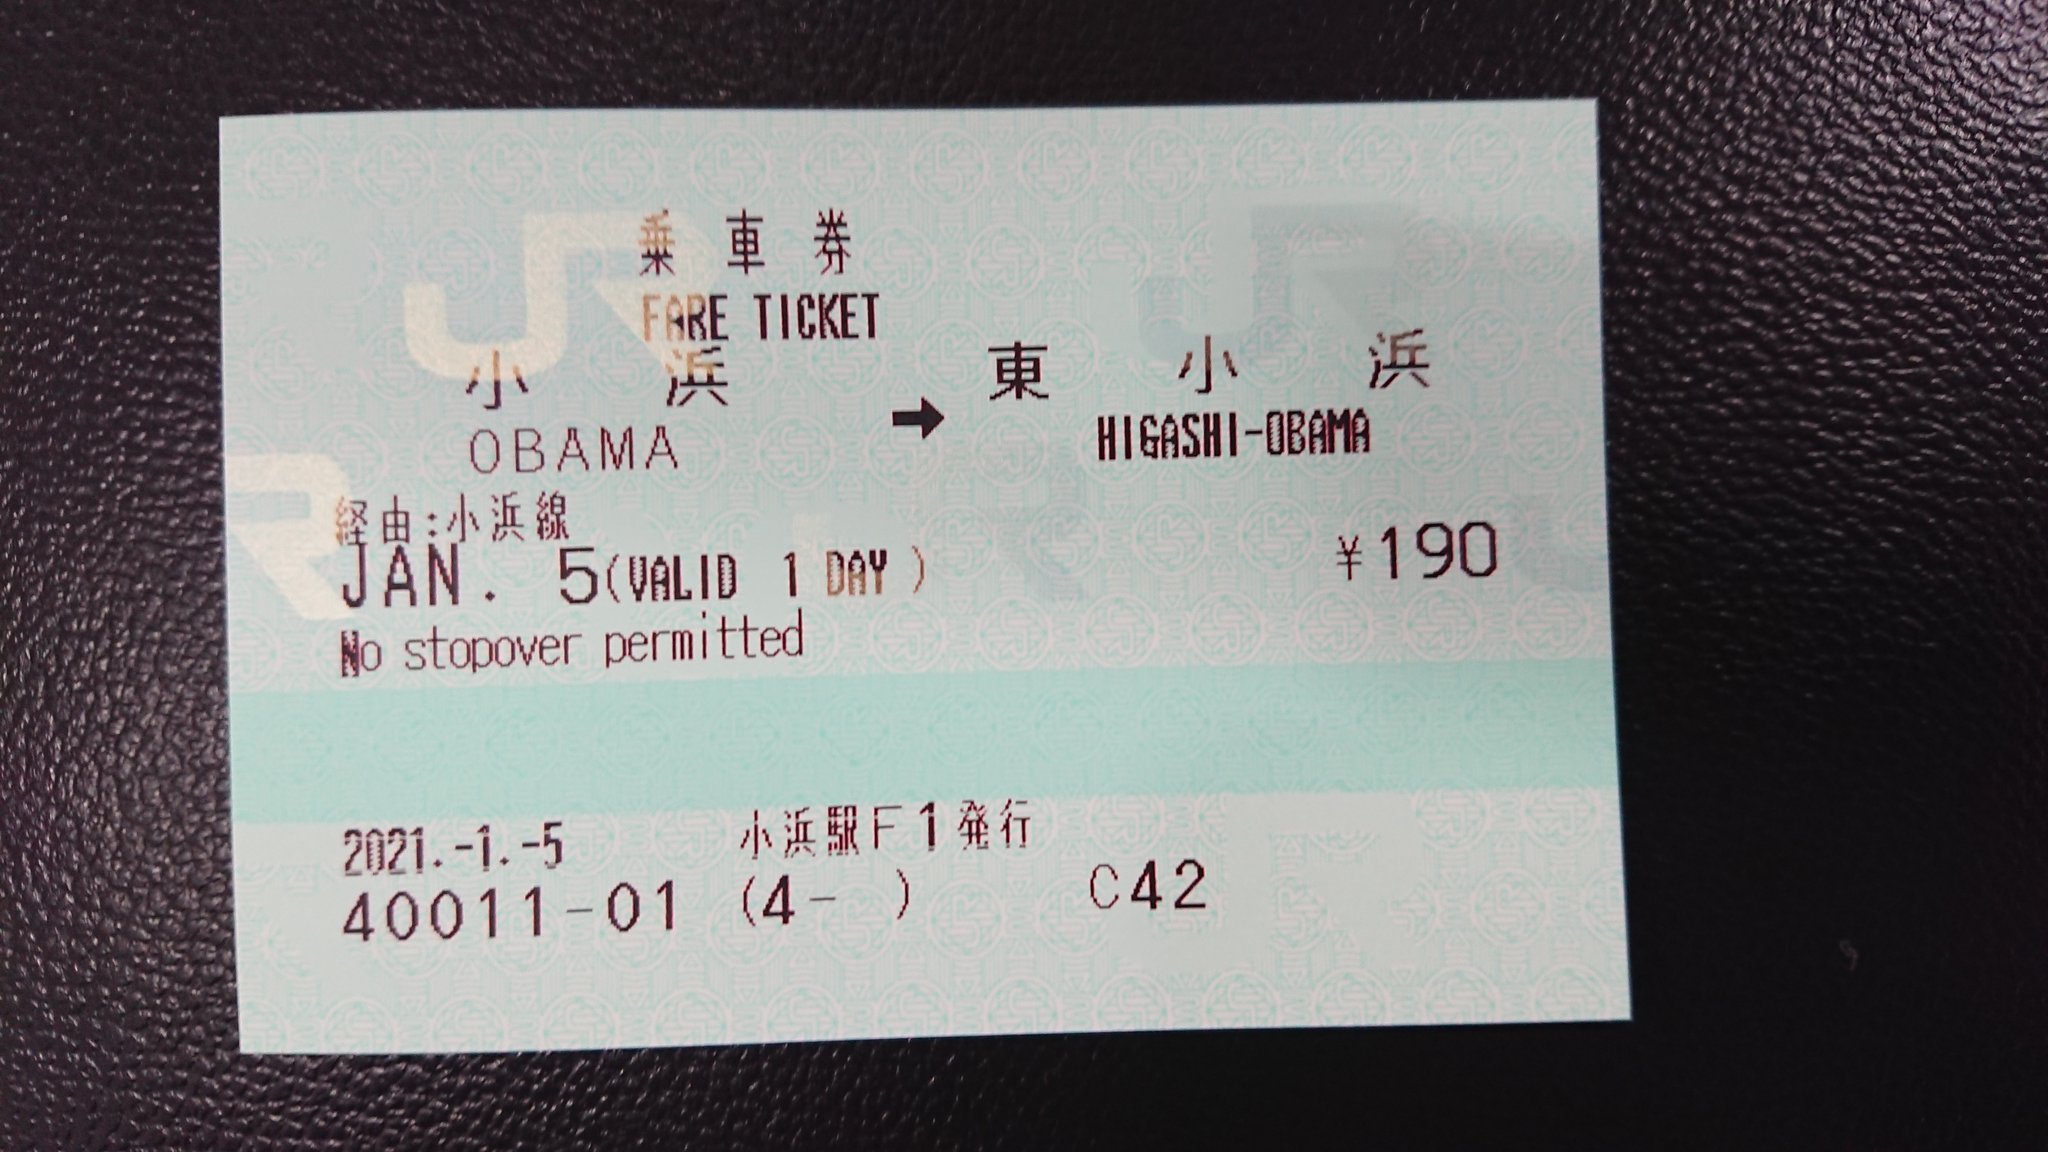 乗車券
FARE TICKET
小浜 ➡ 東小浜
OBAMA HIGASHI-OBAMA
経由:小浜線
JAN. 5(VALID 1 DAY ) ¥190
No stopover permitted
2021.-1.-5 小浜駅F1発行
40011-01 (4- ) C42
JR
JR
R